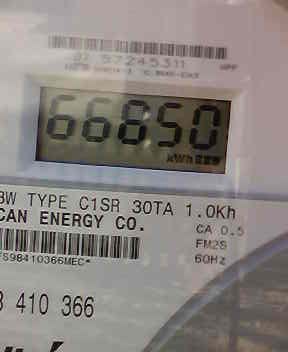 57245311
66850
kWh
3W TYPE C1SR 30TA 1.0Kh
CAN ENERGY CO.
CA 0.5
FM2S
S98410366MEC*
60Hz
410 366